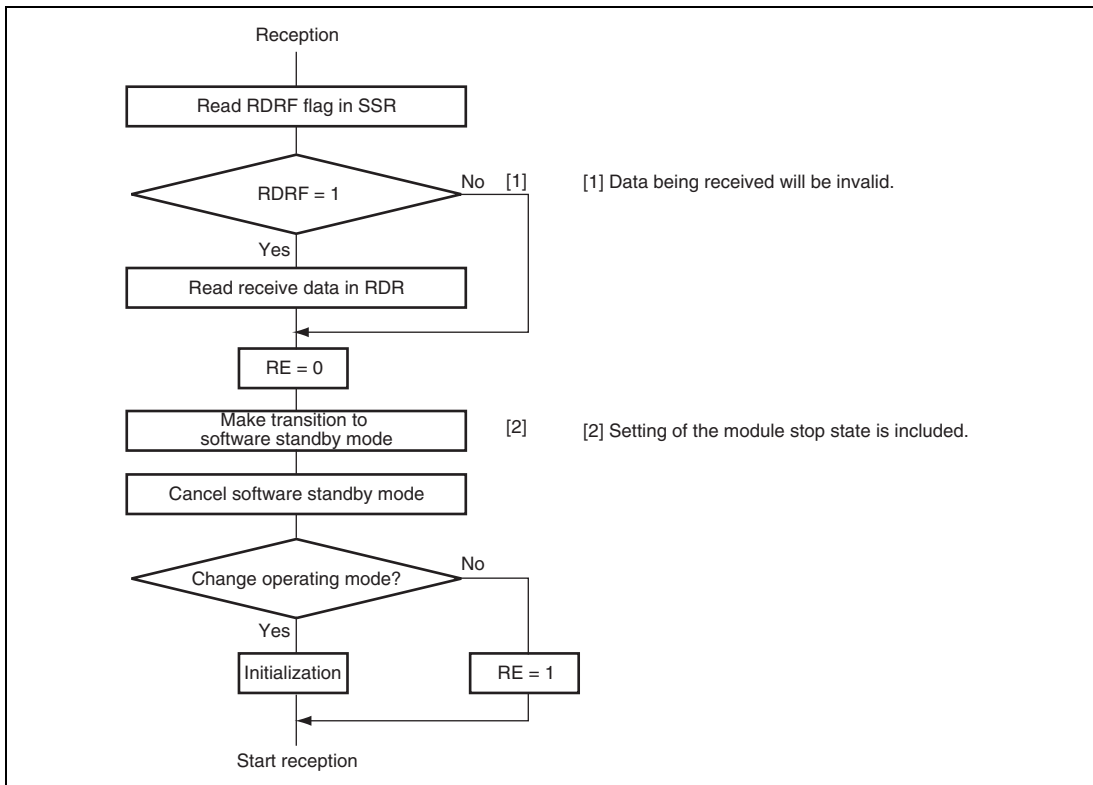 Reception
Read RDRF flag in SSR
RDRF = 1
No [1]
[1] Data being received will be invalid.
Yes
Read receive data in RDR
RE = 0
Make transition to
software standby mode
[2]
[2] Setting of the module stop state is included.
Cancel software standby mode
Change operating mode?
No
Yes
Initialization
RE = 1
Start reception